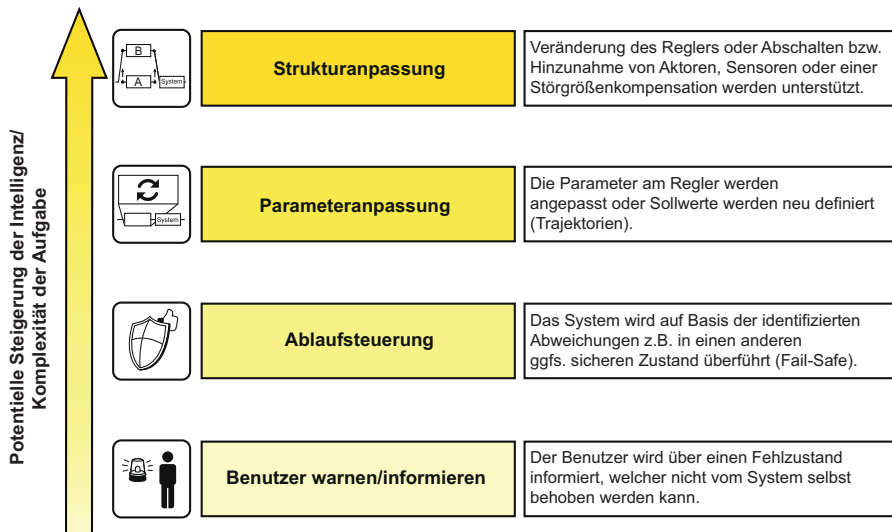 Potentielle Steigerung der Intelligenz/
Komplexität der Aufgabe
B
A
System
Strukturanpassung
Veränderung des Reglers oder Abschalten bzw.
Hinzunahme von Aktoren, Sensoren oder einer
Störgrößenkompensation werden unterstützt.
System
Parameteranpassung
Die Parameter am Regler werden
angepasst oder Sollwerte werden neu definiert
(Trajektorien).
Ablaufsteuerung
Das System wird auf Basis der identifizierten
Abweichungen z.B. in einen anderen
ggfs. sicheren Zustand überführt (Fail-Safe).
Benutzer warnen/informieren
Der Benutzer wird über einen Fehlzustand
informiert, welcher nicht vom System selbst
behoben werden kann.